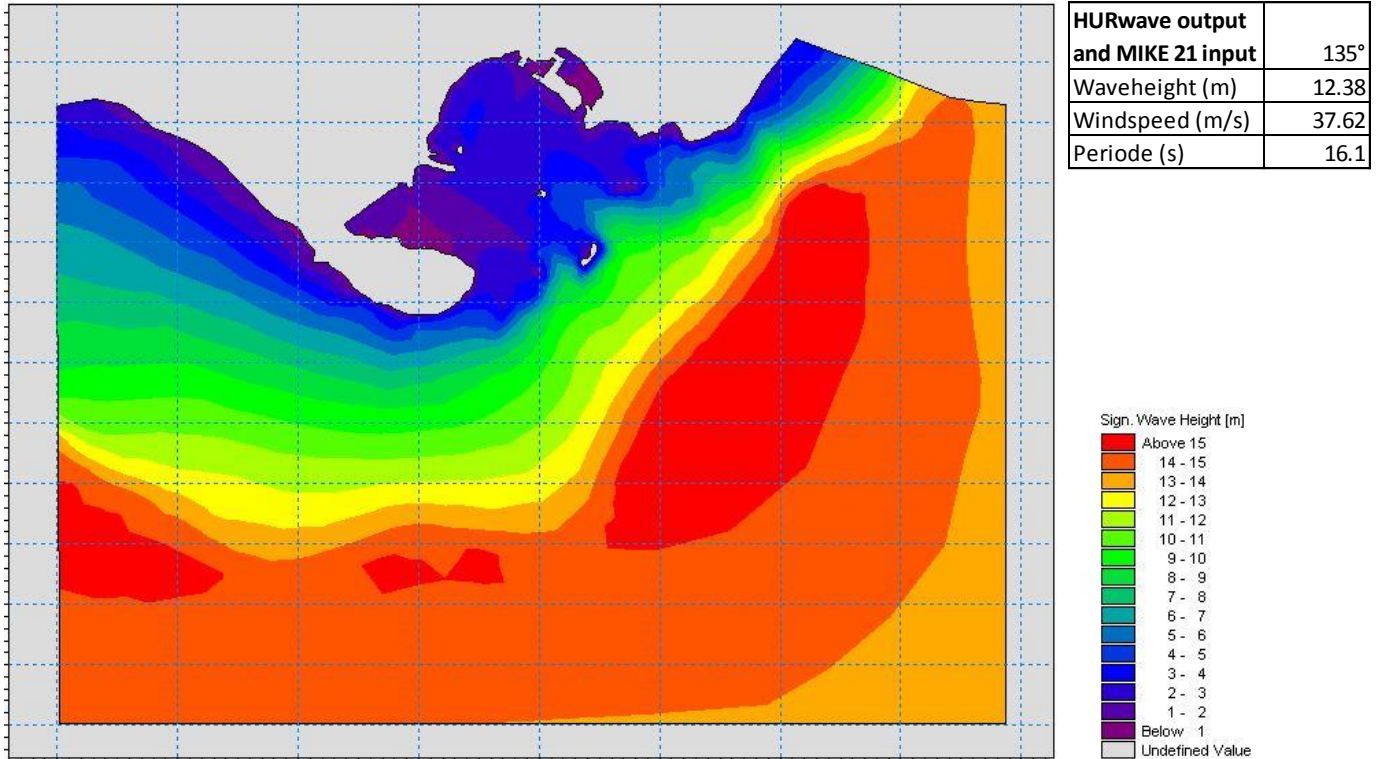 HURwave output
and MIKE 21 input 135°
Waveheight (m) 12.38
Windspeed (m/s) 37.62
Periode (s) 16.1
Sign. Wave Height [m]
Above 15
14 - 15
13 - 14
12 - 13
11 - 12
10 - 11
9 - 10
8 - 9
7 - 8
6 - 7
5 - 6
4 - 5
3 - 4
2 - 3
1 - 2
Below 1
Undefined Value